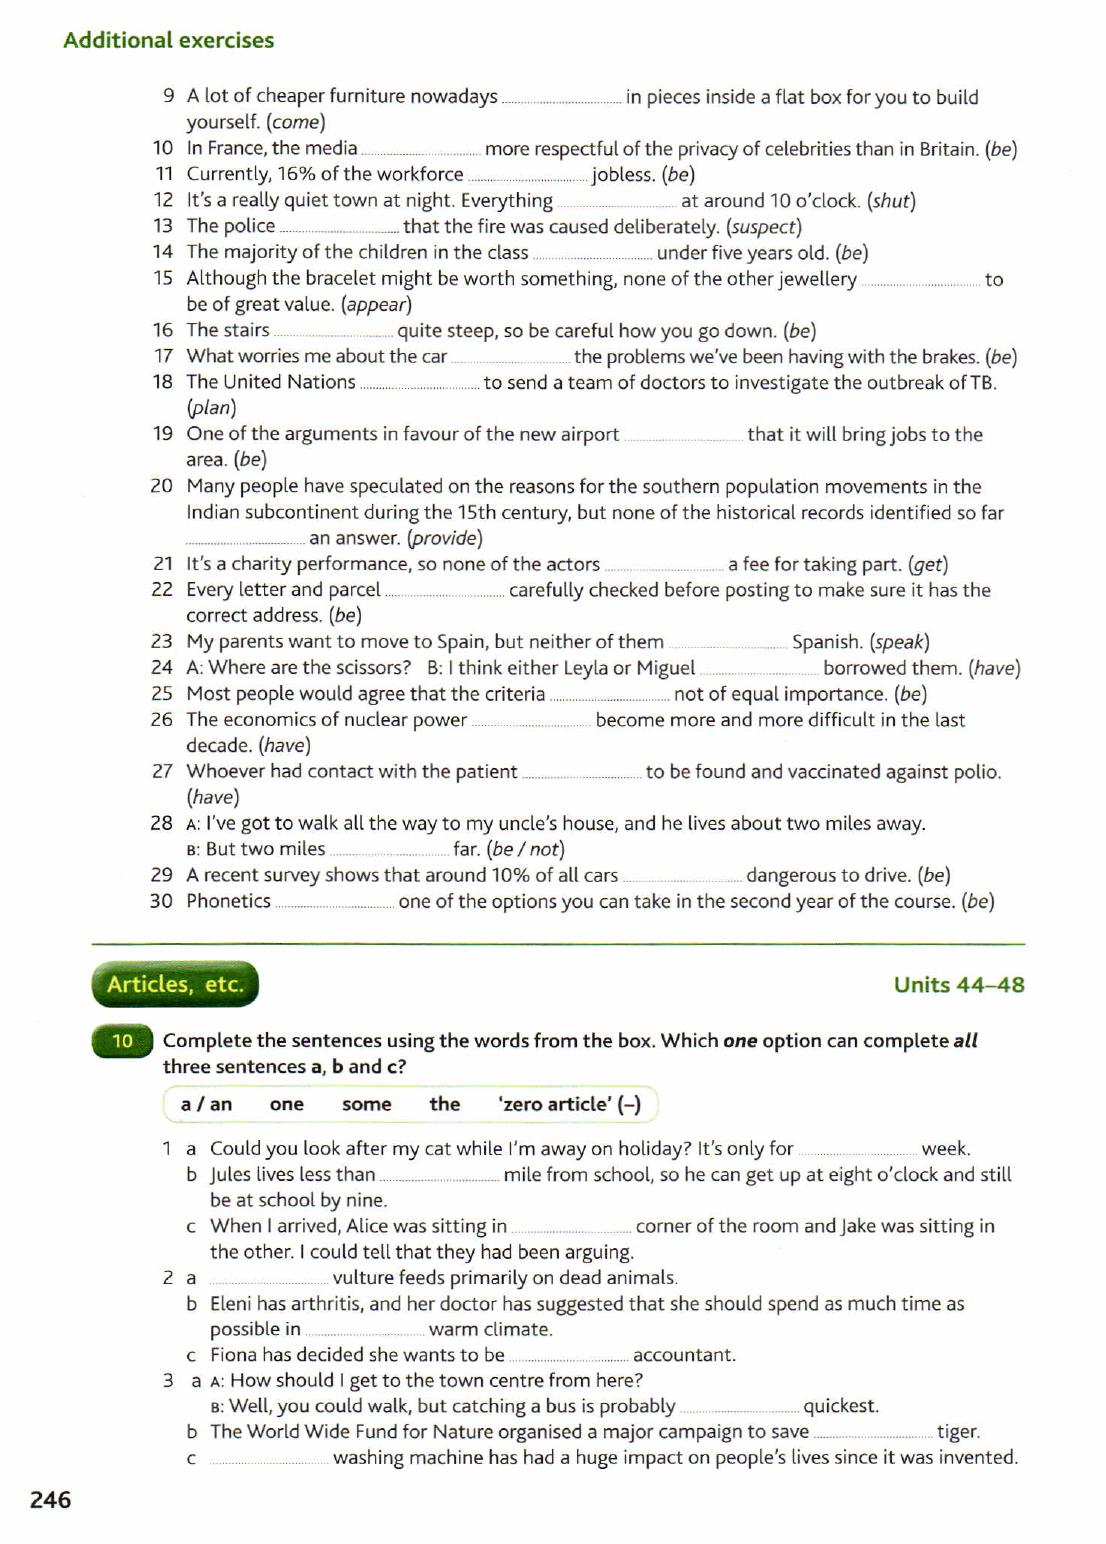 Additional exercises
9 A lot of cheaper furniture nowadays .................... in pieces inside a flat box for you to build
yourself. (come)
10 In France, the media .................... more respectful of the privacy of celebrities than in Britain. (be)
11 Currently, 16% of the workforce .................... jobless. (be)
12 It's a really quiet town at night. Everything .................... at around 10 o'clock. (shut)
13 The police .................... that the fire was caused deliberately. (suspect)
14 The majority of the children in the class .................... under five years old. (be)
15 Although the bracelet might be worth something, none of the other jewellery .................... to
be of great value. (appear)
16 The stairs .................... quite steep, so be careful how you go down. (be)
17 What worries me about the car .................... the problems we've been having with the brakes. (be)
18 The United Nations .................... to send a team of doctors to investigate the outbreak of TB.
(plan)
19 One of the arguments in favour of the new airport .................... that it will bring jobs to the
area. (be)
20 Many people have speculated on the reasons for the southern population movements in the
Indian subcontinent during the 15th century, but none of the historical records identified so far
.................... an answer. (provide)
21 It's a charity performance, so none of the actors .................... a fee for taking part. (get)
22 Every letter and parcel .................... carefully checked before posting to make sure it has the
correct address. (be)
23 My parents want to move to Spain, but neither of them .................... Spanish. (speak)
24 A: Where are the scissors? B: I think either Leyla or Miguel .................... borrowed them. (have)
25 Most people would agree that the criteria .................... not of equal importance. (be)
26 The economics of nuclear power .................... become more and more difficult in the last
decade. (have)
27 Whoever had contact with the patient .................... to be found and vaccinated against polio.
(have)
28 A: I've got to walk all the way to my uncle's house, and he lives about two miles away.
B: But two miles .................... far. (be / not)
29 A recent survey shows that around 10% of all cars .................... dangerous to drive. (be)
30 Phonetics .................... one of the options you can take in the second year of the course. (be)
Articles, etc. Units 44–48
10 Complete the sentences using the words from the box. Which one option can complete all
three sentences a, b and c?
a / an one some the 'zero article' (–)
1 a Could you look after my cat while I'm away on holiday? It's only for .................... week.
b Jules lives less than .................... mile from school, so he can get up at eight o'clock and still
be at school by nine.
c When I arrived, Alice was sitting in .................... corner of the room and Jake was sitting in
the other. I could tell that they had been arguing.
2 a .................... vulture feeds primarily on dead animals.
b Eleni has arthritis, and her doctor has suggested that she should spend as much time as
possible in .................... warm climate.
c Fiona has decided she wants to be .................... accountant.
3 a A: How should I get to the town centre from here?
B: Well, you could walk, but catching a bus is probably .................... quickest.
b The World Wide Fund for Nature organised a major campaign to save .................... tiger.
c .................... washing machine has had a huge impact on people's lives since it was invented.
246